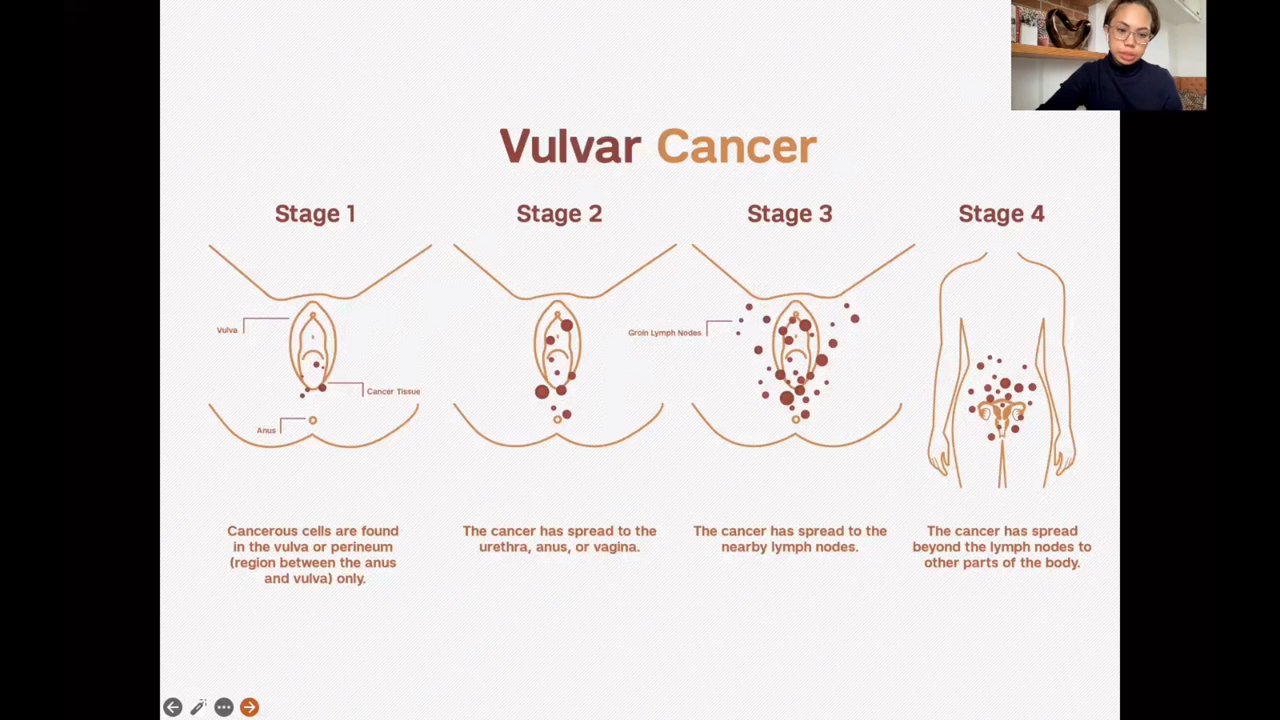 Vulvar Cancer
Stage 1
Stage 2
Stage 3
Stage 4
Vulva
Cancer Tissue
Anus
Groin Lymph Nodes
Cancerous cells are found
in the vulva or perineum
(region between the anus
and vulva) only.
The cancer has spread to the
urethra, anus, or vagina.
The cancer has spread to the
nearby lymph nodes.
The cancer has spread
beyond the lymph nodes to
other parts of the body.